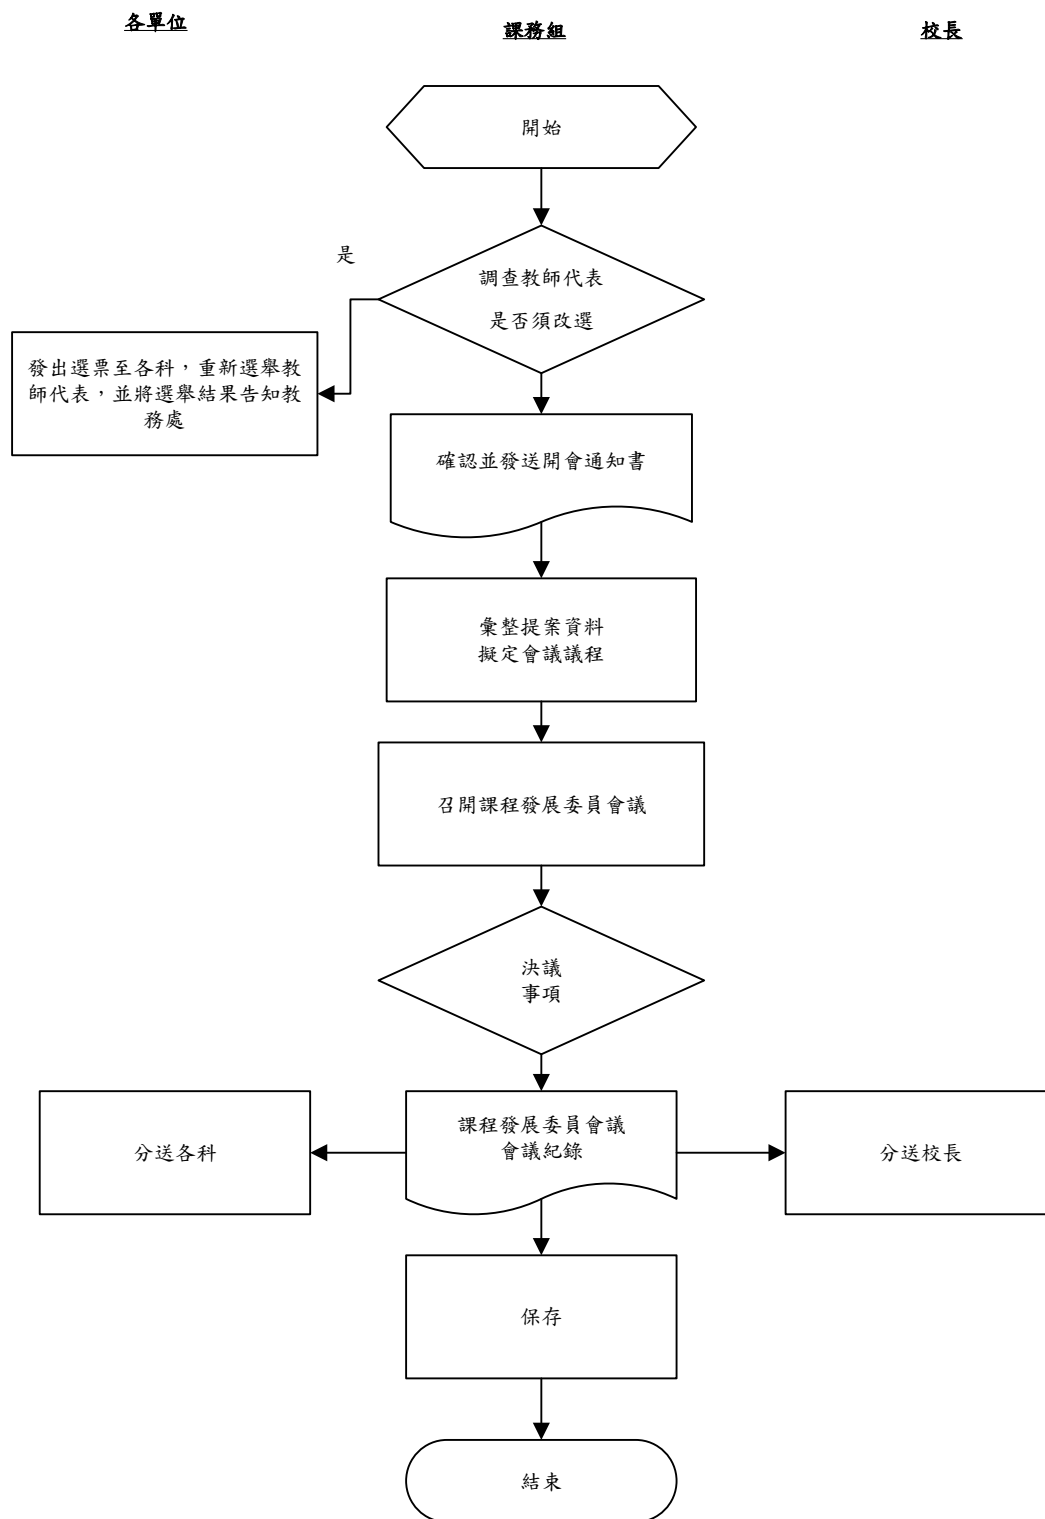 各單位
課務組
校長
開始
是
調查教師代表
是否須改選
發出選票至各科，重新選舉教
師代表，並將選舉結果告知教
務處
確認並發送開會通知書
彙整提案資料
擬定會議議程
召開課程發展委員會議
決議
事項
分送各科
課程發展委員會議
會議紀錄
分送校長
保存
結束